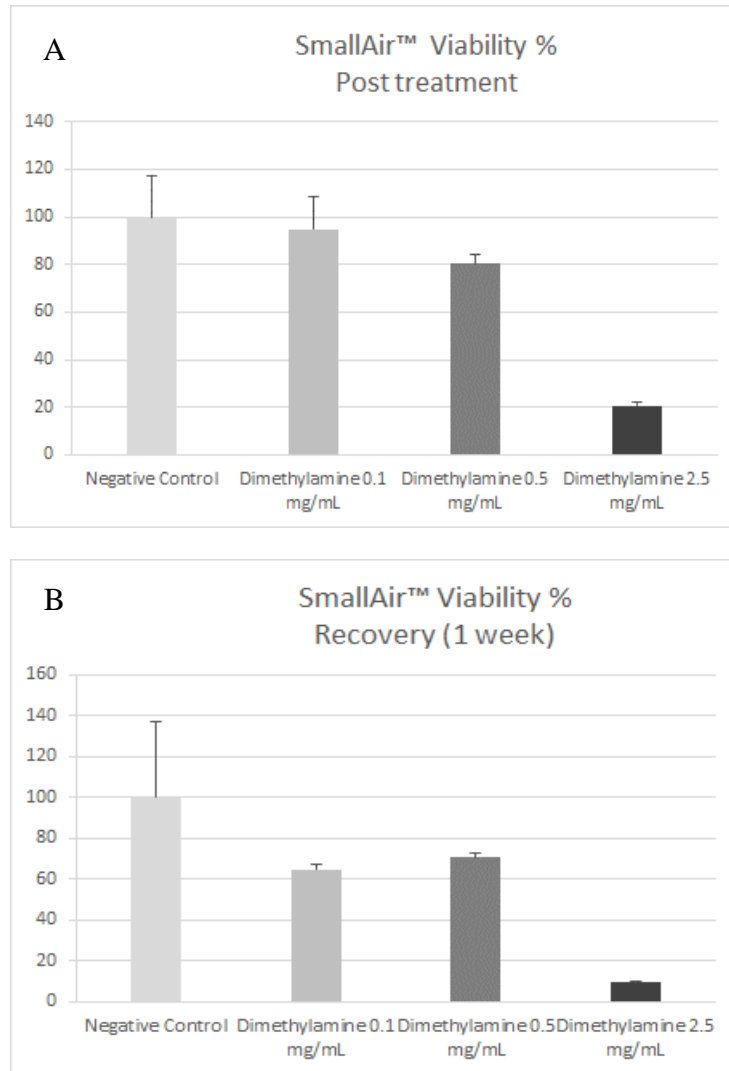 A
SmallAir™ Viability %
Post treatment
140
120
100
80
60
40
20
0
Negative Control Dimethylamine 0.1 Dimethylamine 0.5 Dimethylamine 2.5
mg/mL mg/mL mg/mL
B
SmallAir™ Viability %
Recovery (1 week)
160
140
120
100
80
60
40
20
0
Negative Control Dimethylamine 0.1 Dimethylamine 0.5 Dimethylamine 2.5
mg/mL mg/mL mg/mL